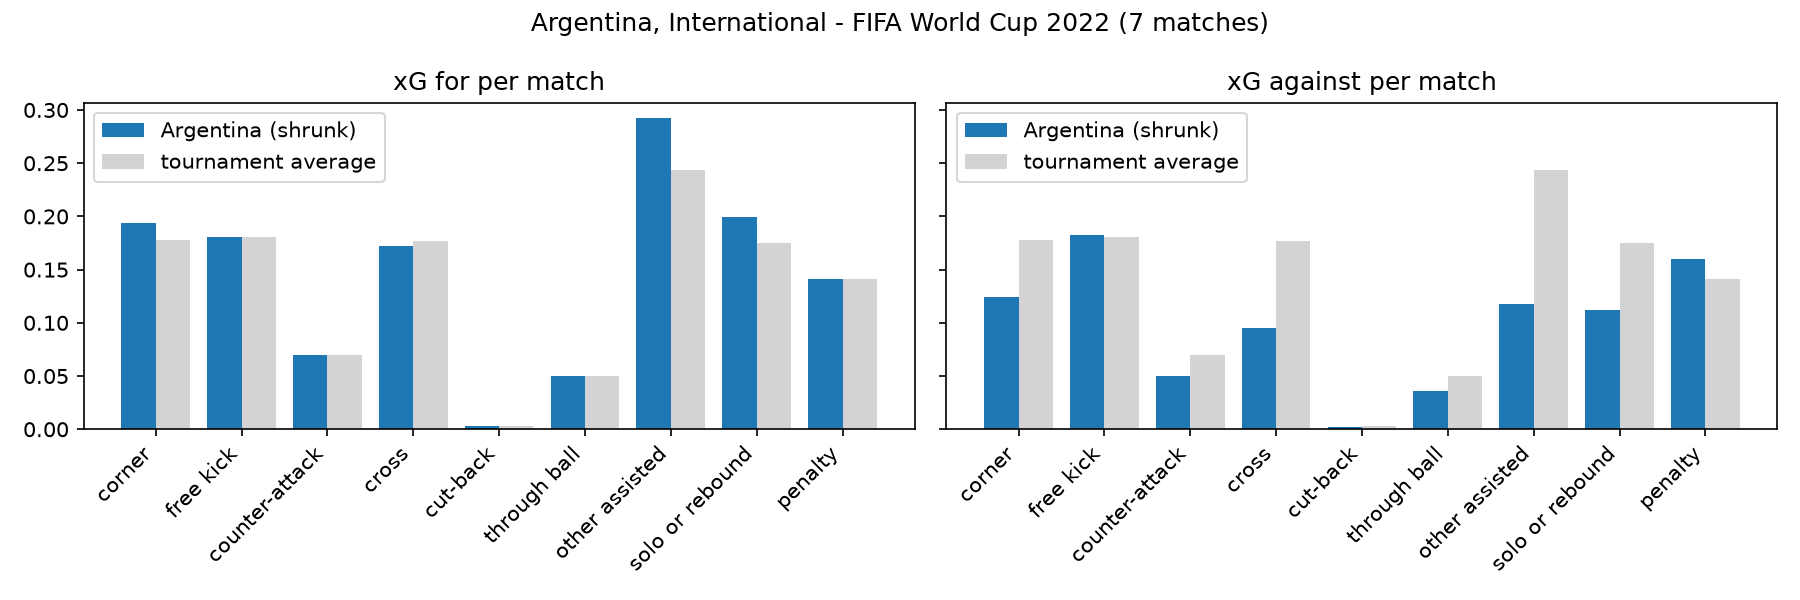 Argentina, International - FIFA World Cup 2022 (7 matches)
xG for per match
Argentina (shrunk)
tournament average
0.30
0.25
0.20
0.15
0.10
0.05
0.00
corner
free kick
counter-attack
cross
cut-back
through ball
other assisted
solo or rebound
penalty
xG against per match
Argentina (shrunk)
tournament average
corner
free kick
counter-attack
cross
cut-back
through ball
other assisted
solo or rebound
penalty